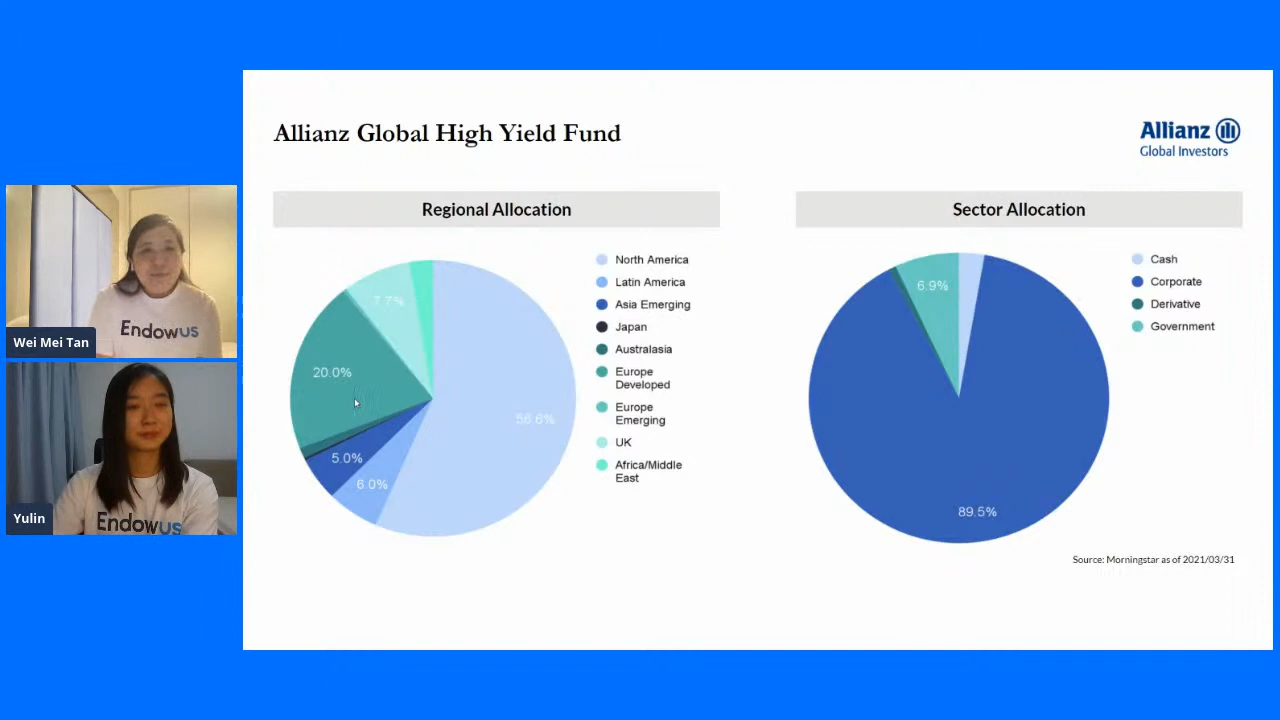 Allianz Global High Yield Fund
Allianz
Global Investors
Regional Allocation
Sector Allocation
7.7%
20.0%
56.6%
5.0%
6.0%
North America
Latin America
Asia Emerging
Japan
Australasia
Europe
Developed
Europe
Emerging
UK
Africa/Middle
East
6.9%
89.5%
Cash
Corporate
Derivative
Government
Source: Morningstar as of 2021/03/31
Endowus
Wei Mei Tan
Endowus
Yulin